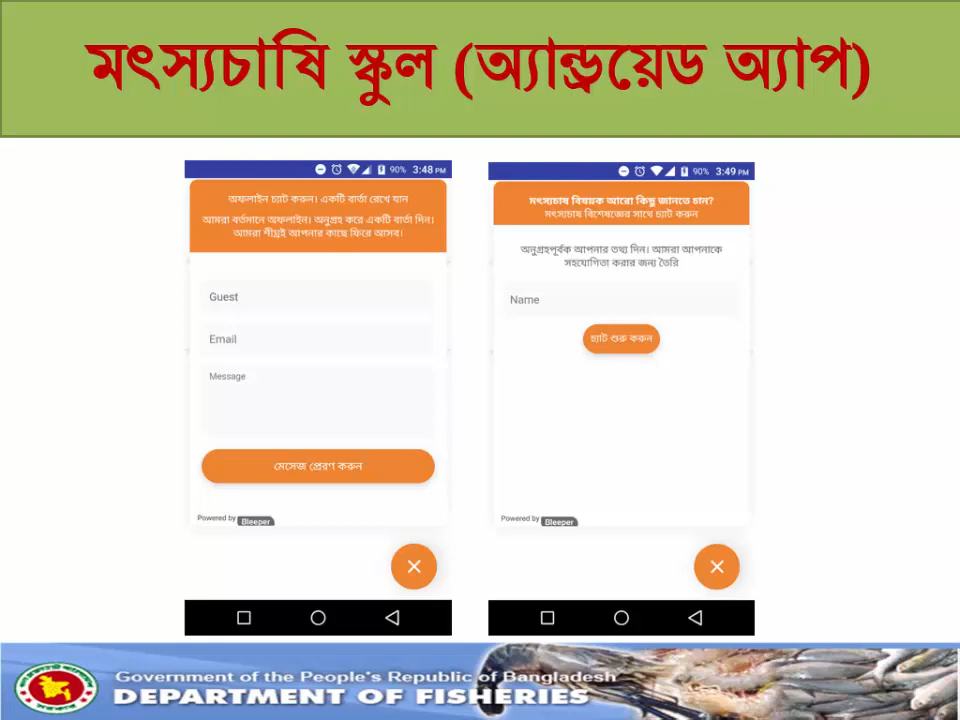 মৎস্যচাষি স্কুল (অ্যান্ড্রয়েড অ্যাপ)
90% 3:48 PM
অফলাইন চ্যাট করুন। একটি বার্তা রেখে যান
আমরা বর্তমানে অফলাইন। অনুগ্রহ করে একটি বার্তা দিন।
আমরা শীঘ্রই আপনার কাছে ফিরে আসব।
Guest
Email
Message
মেসেজ প্রেরণ করুন
Powered by Bleeper
90% 3:49 PM
মৎস্যচাষ বিষয়ক আরো কিছু জানতে চান?
মৎস্যচাষ বিশেষজ্ঞের সাথে চ্যাট করুন
অনুগ্রহপূর্বক আপনার তথ্য দিন। আমরা আপনাকে
সহযোগিতা করার জন্য তৈরি
Name
চ্যাট শুরু করুন
Powered by Bleeper
Government of the People's Republic of Bangladesh
DEPARTMENT OF FISHERIES